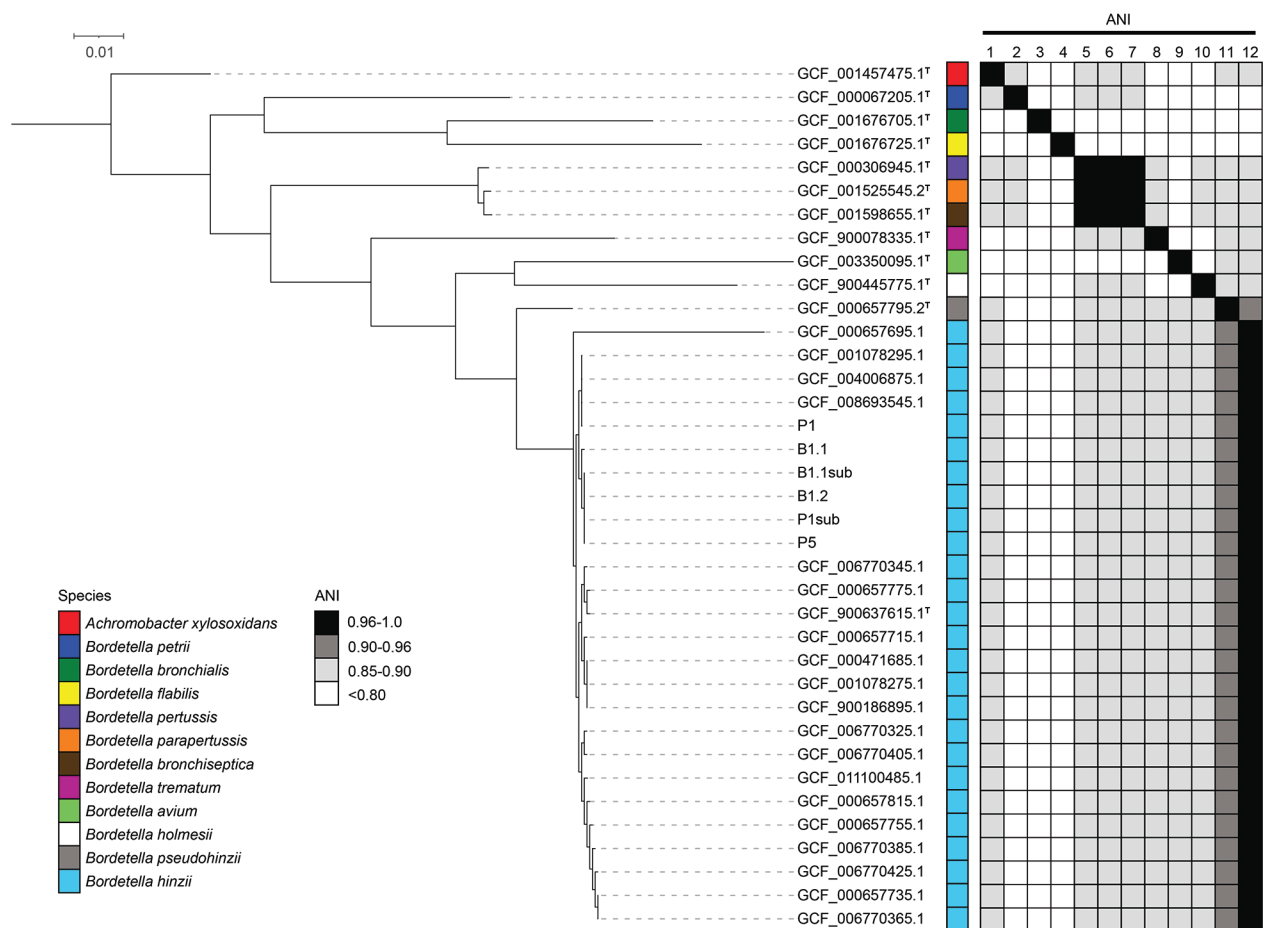 ANI
0.01
1 2 3 4 5 6 7 8 9 10 11 12
GCF_001457475.1ᵀ
GCF_000067205.1ᵀ
GCF_001676705.1ᵀ
GCF_001676725.1ᵀ
GCF_000306945.1ᵀ
GCF_001525545.2ᵀ
GCF_001598655.1ᵀ
GCF_900078335.1ᵀ
GCF_003350095.1ᵀ
GCF_900445775.1ᵀ
GCF_000657795.2ᵀ
GCF_000657695.1
GCF_001078295.1
GCF_004006875.1
GCF_008693545.1
P1
B1.1
B1.1sub
B1.2
P1sub
P5
GCF_006770345.1
GCF_000657775.1
GCF_900637615.1ᵀ
GCF_000657715.1
GCF_000471685.1
GCF_001078275.1
GCF_900186895.1
GCF_006770325.1
GCF_006770405.1
GCF_011100485.1
GCF_000657815.1
GCF_000657755.1
GCF_006770385.1
GCF_006770425.1
GCF_000657735.1
GCF_006770365.1
Species
Achromobacter xylosoxidans
Bordetella petrii
Bordetella bronchialis
Bordetella flabilis
Bordetella pertussis
Bordetella parapertussis
Bordetella bronchiseptica
Bordetella trematum
Bordetella avium
Bordetella holmesii
Bordetella pseudohinzii
Bordetella hinzii
ANI
0.96-1.0
0.90-0.96
0.85-0.90
<0.80